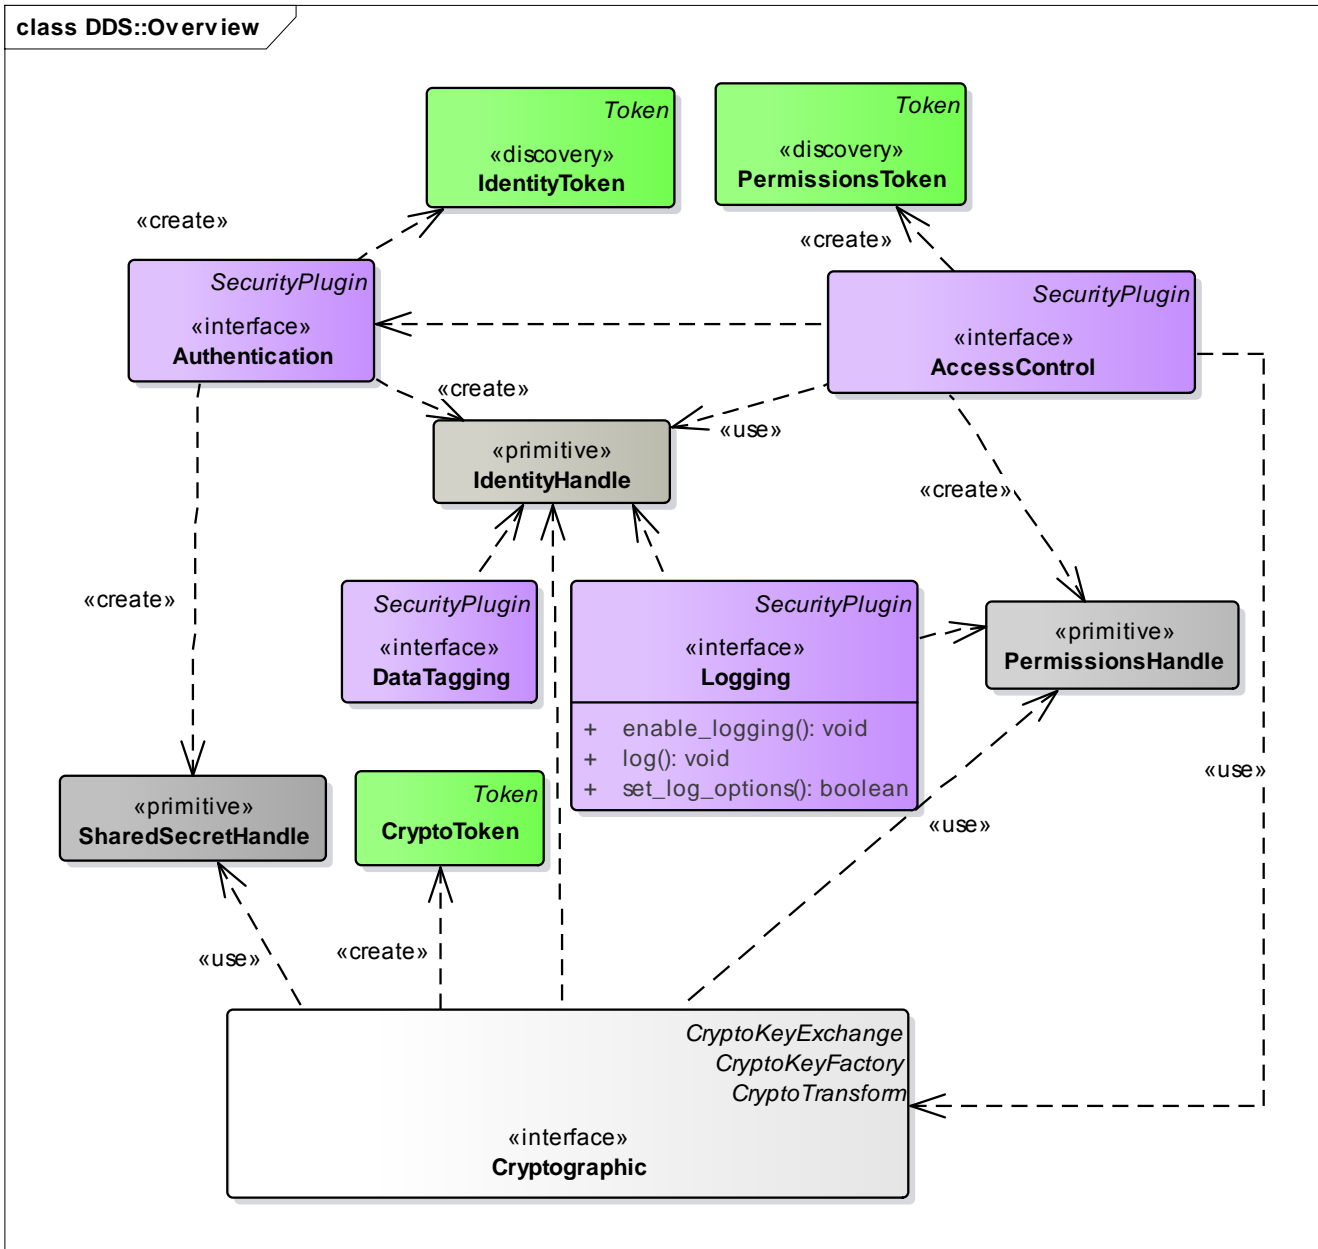 class DDS::Overview
Token
«discovery»
IdentityToken
Token
«discovery»
PermissionsToken
«create»
«create»
SecurityPlugin
«interface»
Authentication
SecurityPlugin
«interface»
AccessControl
«create»
«use»
«primitive»
IdentityHandle
«create»
«create»
SecurityPlugin
«interface»
DataTagging
SecurityPlugin
«interface»
Logging
+ enable_logging(): void
+ log(): void
+ set_log_options(): boolean
«primitive»
PermissionsHandle
«use»
«primitive»
SharedSecretHandle
Token
CryptoToken
«use»
«use»
«create»
CryptoKeyExchange
CryptoKeyFactory
CryptoTransform
«interface»
Cryptographic